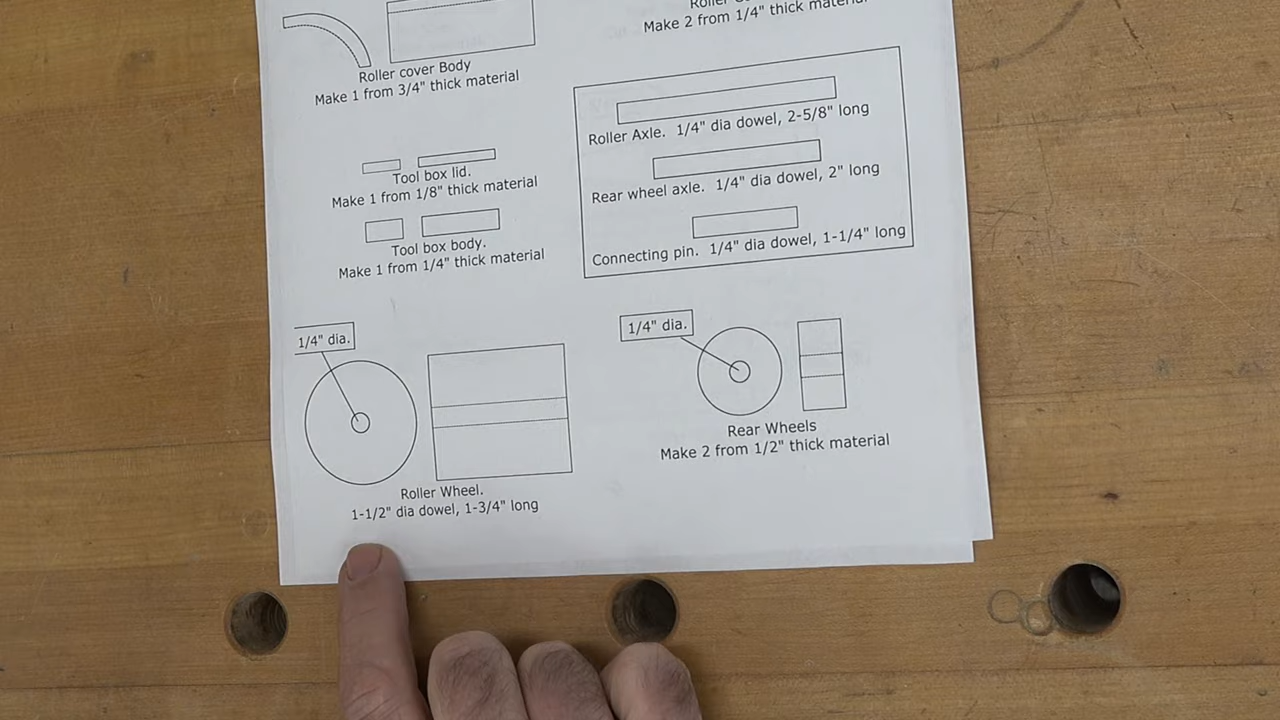 Make 2 from 1/4" thick material
Roller cover Body
Make 1 from 3/4" thick material
Roller Axle. 1/4" dia dowel, 2-5/8" long
Tool box lid.
Make 1 from 1/8" thick material
Rear wheel axle. 1/4" dia dowel, 2" long
Tool box body.
Make 1 from 1/4" thick material
Connecting pin. 1/4" dia dowel, 1-1/4" long
1/4" dia.
Roller Wheel.
1-1/2" dia dowel, 1-3/4" long
1/4" dia.
Rear Wheels
Make 2 from 1/2" thick material